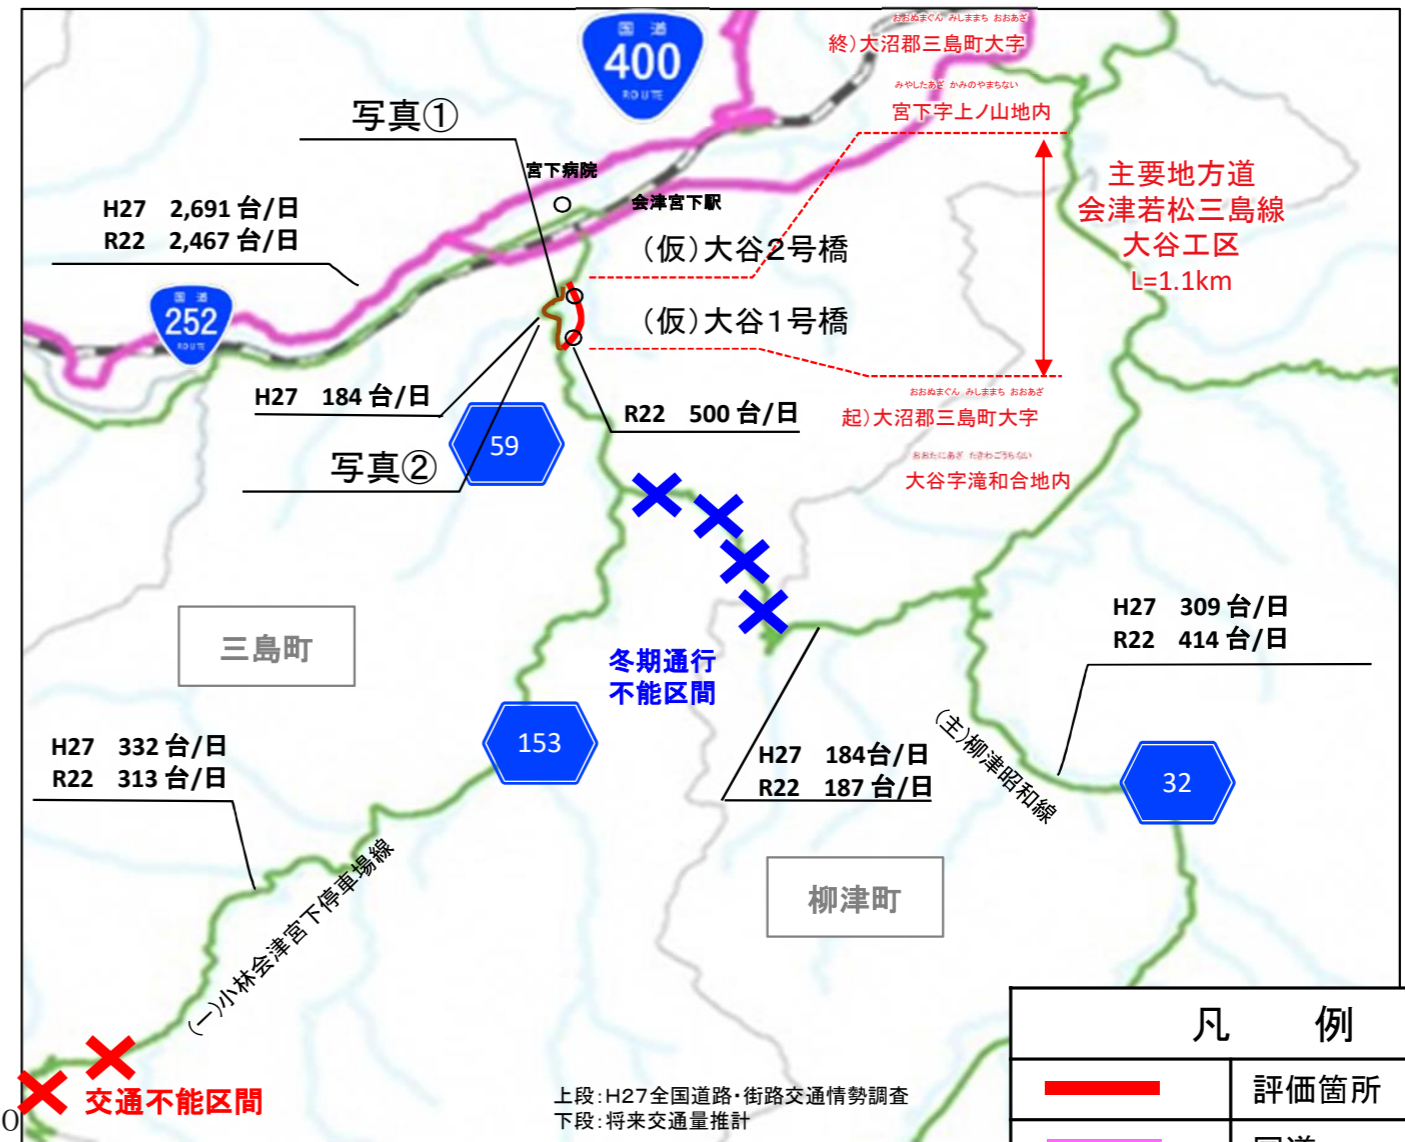 国道
400
ROUTE
おおぬまぐん みしままち おおあざ
終)大沼郡三島町大字
みやしたあざ かみのやまちない
宮下字上ノ山地内
写真①
宮下病院
会津宮下駅
主要地方道
会津若松三島線
大谷工区
L=1.1km
H27 2,691 台/日
R22 2,467 台/日
(仮)大谷2号橋
国道
252
ROUTE
(仮)大谷1号橋
H27 184 台/日
R22 500 台/日
おおぬまぐん みしままち おおあざ
起)大沼郡三島町大字
おおたにあざ たきわごうちない
大谷字滝和合地内
59
写真②
三島町
冬期通行
不能区間
H27 309 台/日
R22 414 台/日
H27 332 台/日
R22 313 台/日
153
H27 184台/日
R22 187 台/日
(主)柳津昭和線
32
(一)小林会津宮下停車場線
柳津町
交通不能区間
上段:H27全国道路・街路交通情勢調査
下段:将来交通量推計
凡 例
評価箇所
国道
0